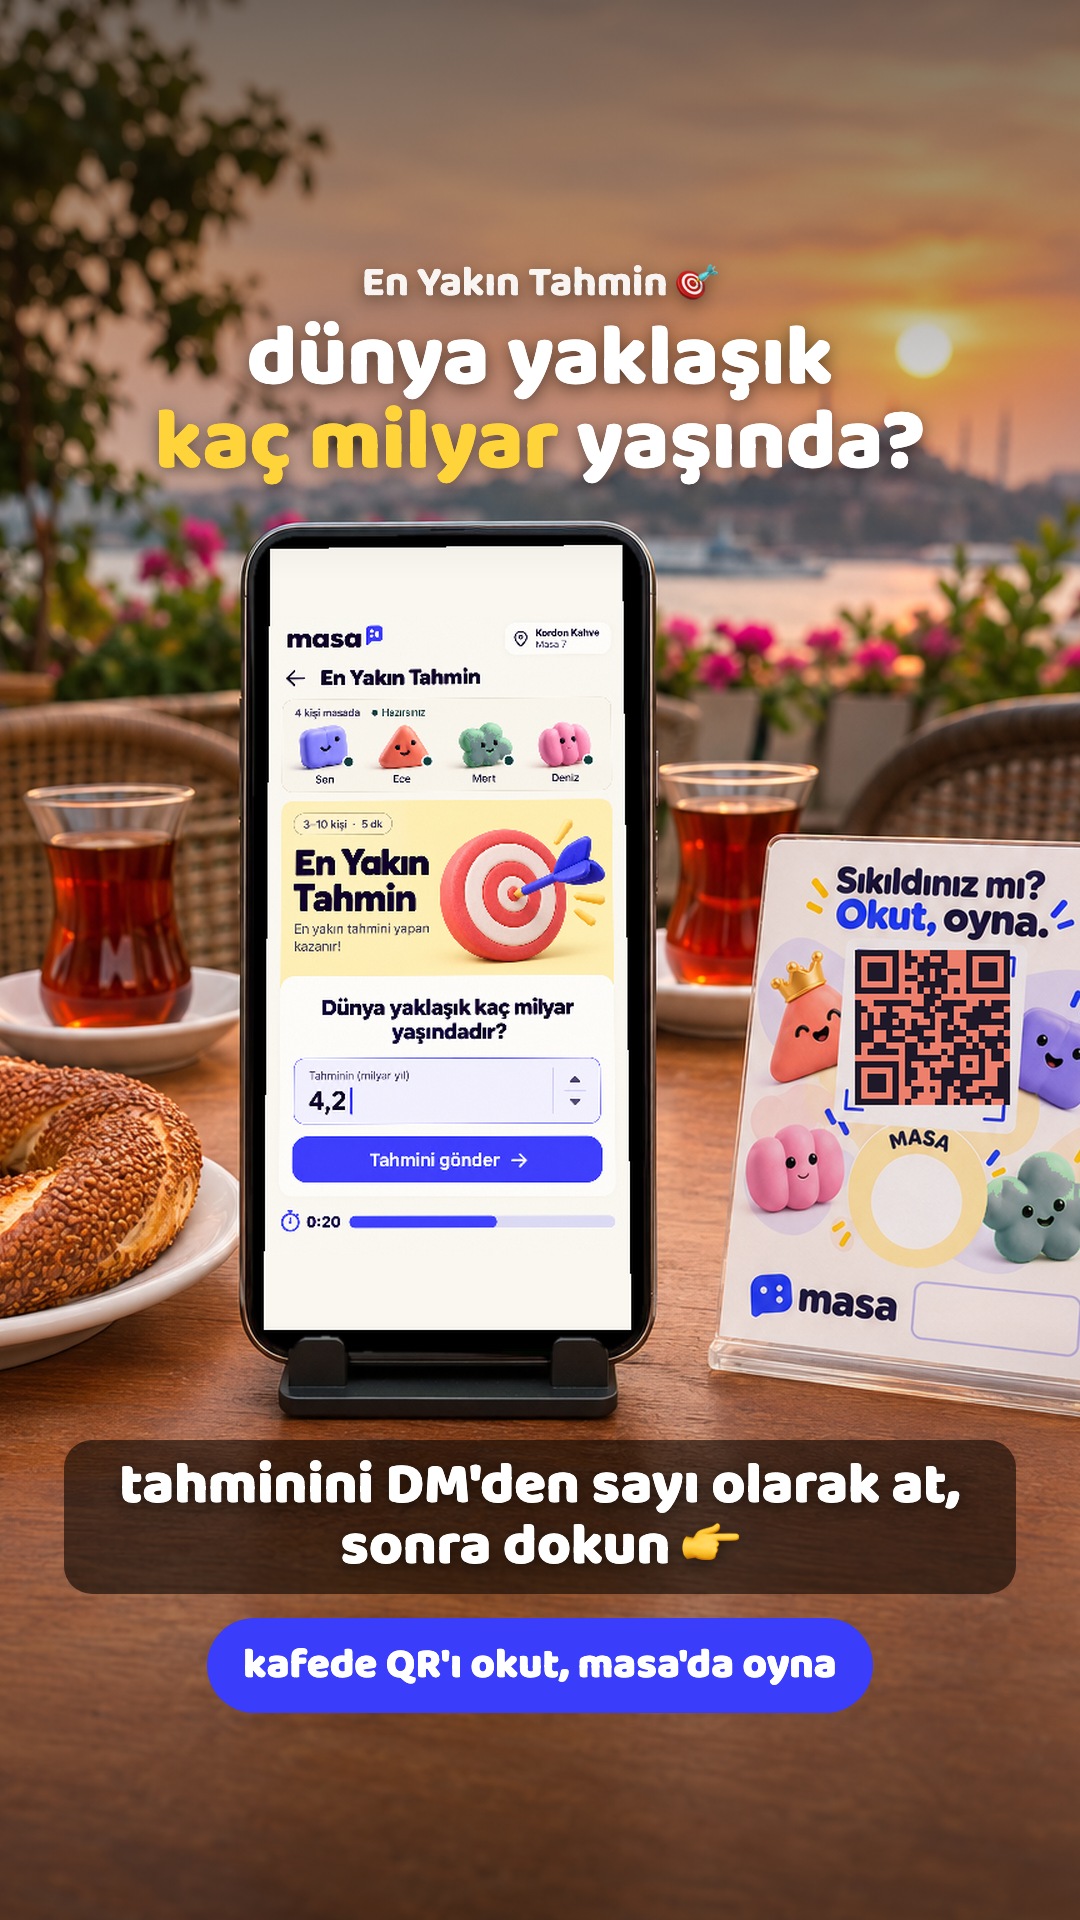 En Yakın Tahmin 🎯
dünya yaklaşık
kaç milyar yaşında?
masa
Kordon Kahve
Masa 7
← En Yakın Tahmin
4 kişi masada • Hazırsınız
Sen Ece Mert Deniz
3-10 kişi · 5 dk
En Yakın
Tahmin
En yakın tahmini yapan
kazanır!
Dünya yaklaşık kaç milyar
yaşındadır?
Tahminin (milyar yıl)
4,2
Tahmini gönder →
0:20
Sıkıldınız mı?
Okut, oyna.
MASA
masa
tahminini DM'den sayı olarak at,
sonra dokun 👉
kafede QR'ı okut, masa'da oyna